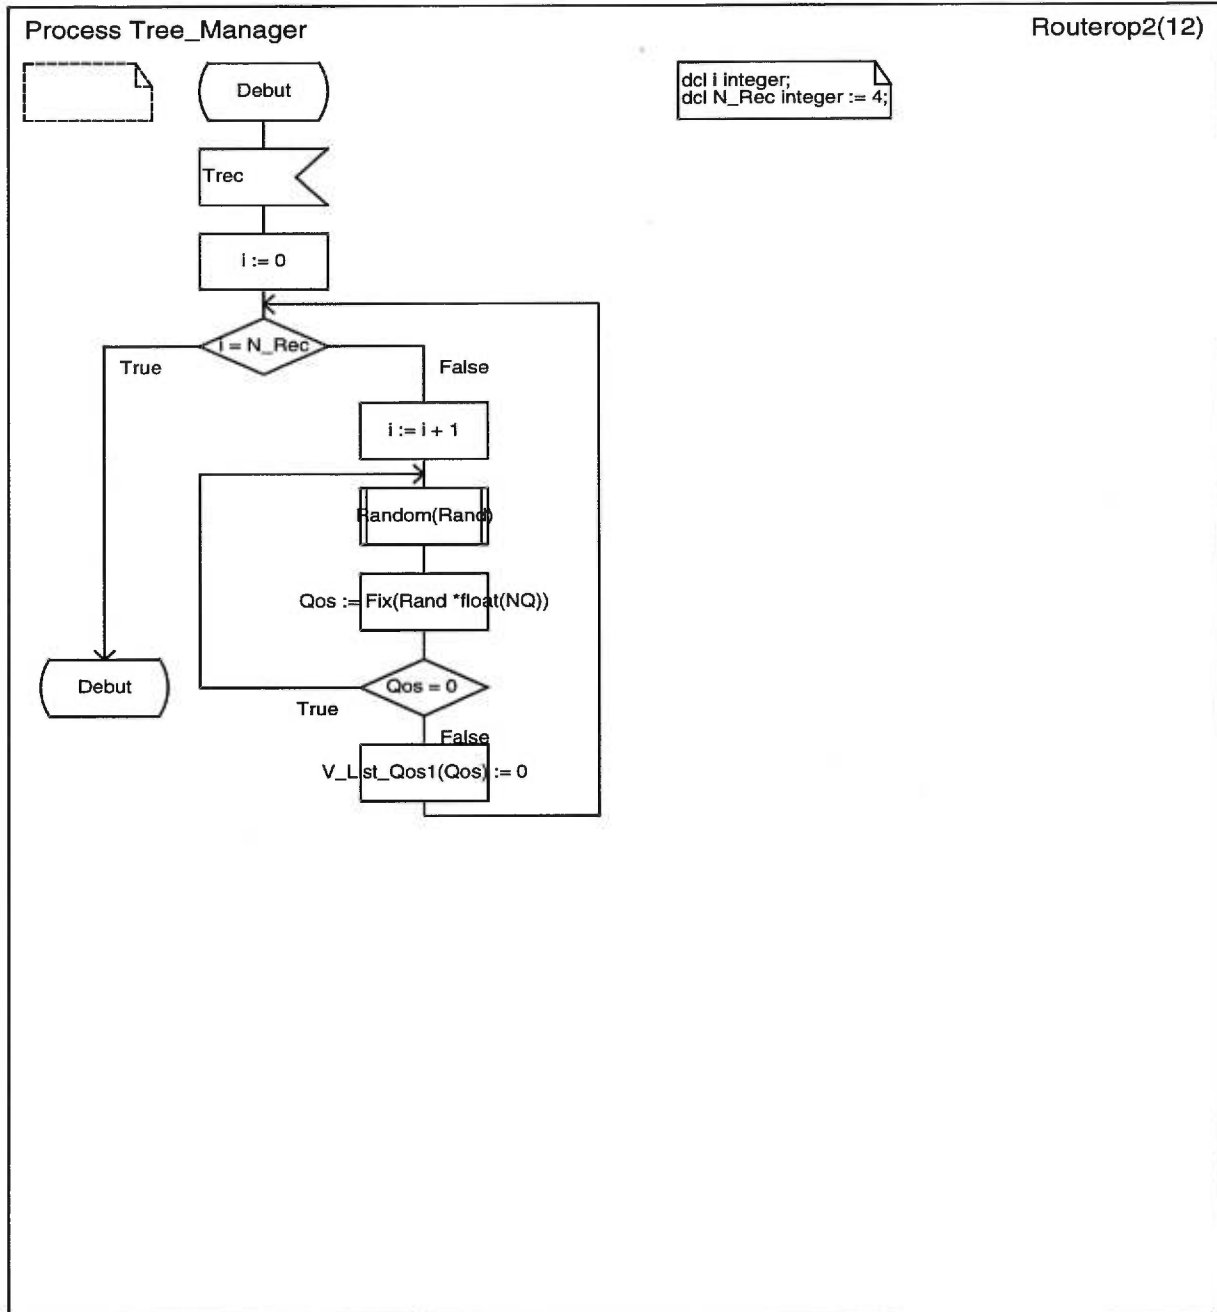 Process Tree_Manager
Routerop2(12)
Debut
dcl i integer;
dcl N_Rec integer := 4;
Trec
i := 0
i = N_Rec
True
False
i := i + 1
Random(Rand)
Qos := Fix(Rand *float(NQ))
Debut
Qos = 0
True
False
V_List_Qos1(Qos) := 0